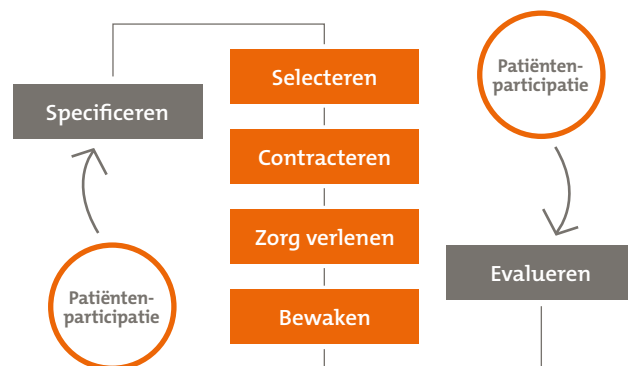 Specificeren
Patiënten-
participatie
Selecteren
Contracteren
Zorg verlenen
Bewaken
Patiënten-
participatie
Evalueren